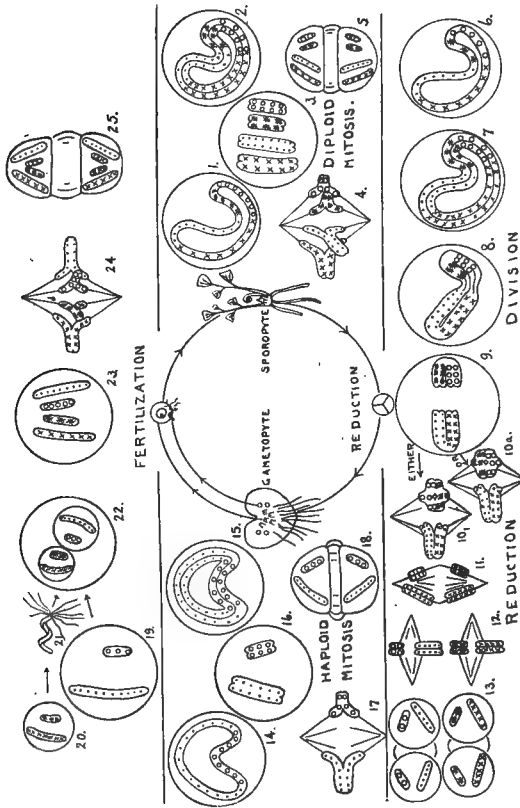 FERTILIZATION
20.
19.
21
22.
23.
24
25.
14.
15.
16.
17
HAPLOID
MITOSIS
18.
GAMETOPYTE
SPOROPYTE
REDUCTION
1.
2.
3.
DIPLOID
MITOSIS.
4.
5.
13.
12.
11.
10.
EITHER
OR
10a.
9.
8.
7
6.
REDUCTION DIVISION